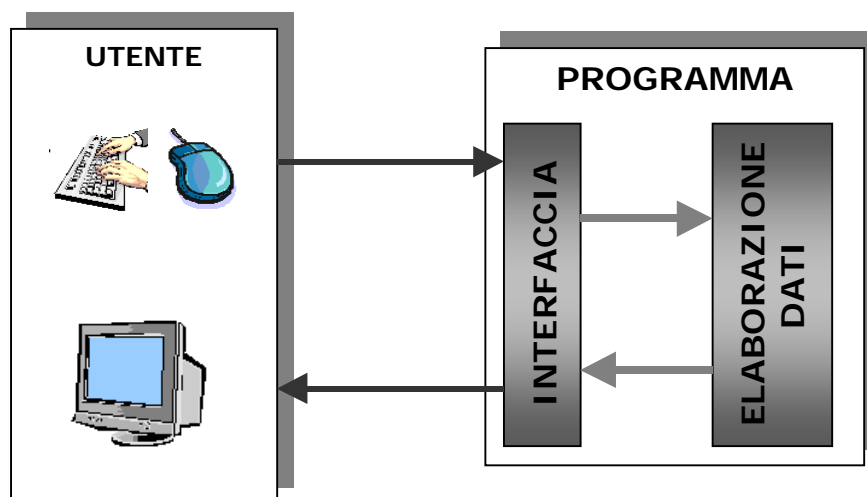 UTENTE
PROGRAMMA
INTERFACCIA
ELABORAZIONE
DATI